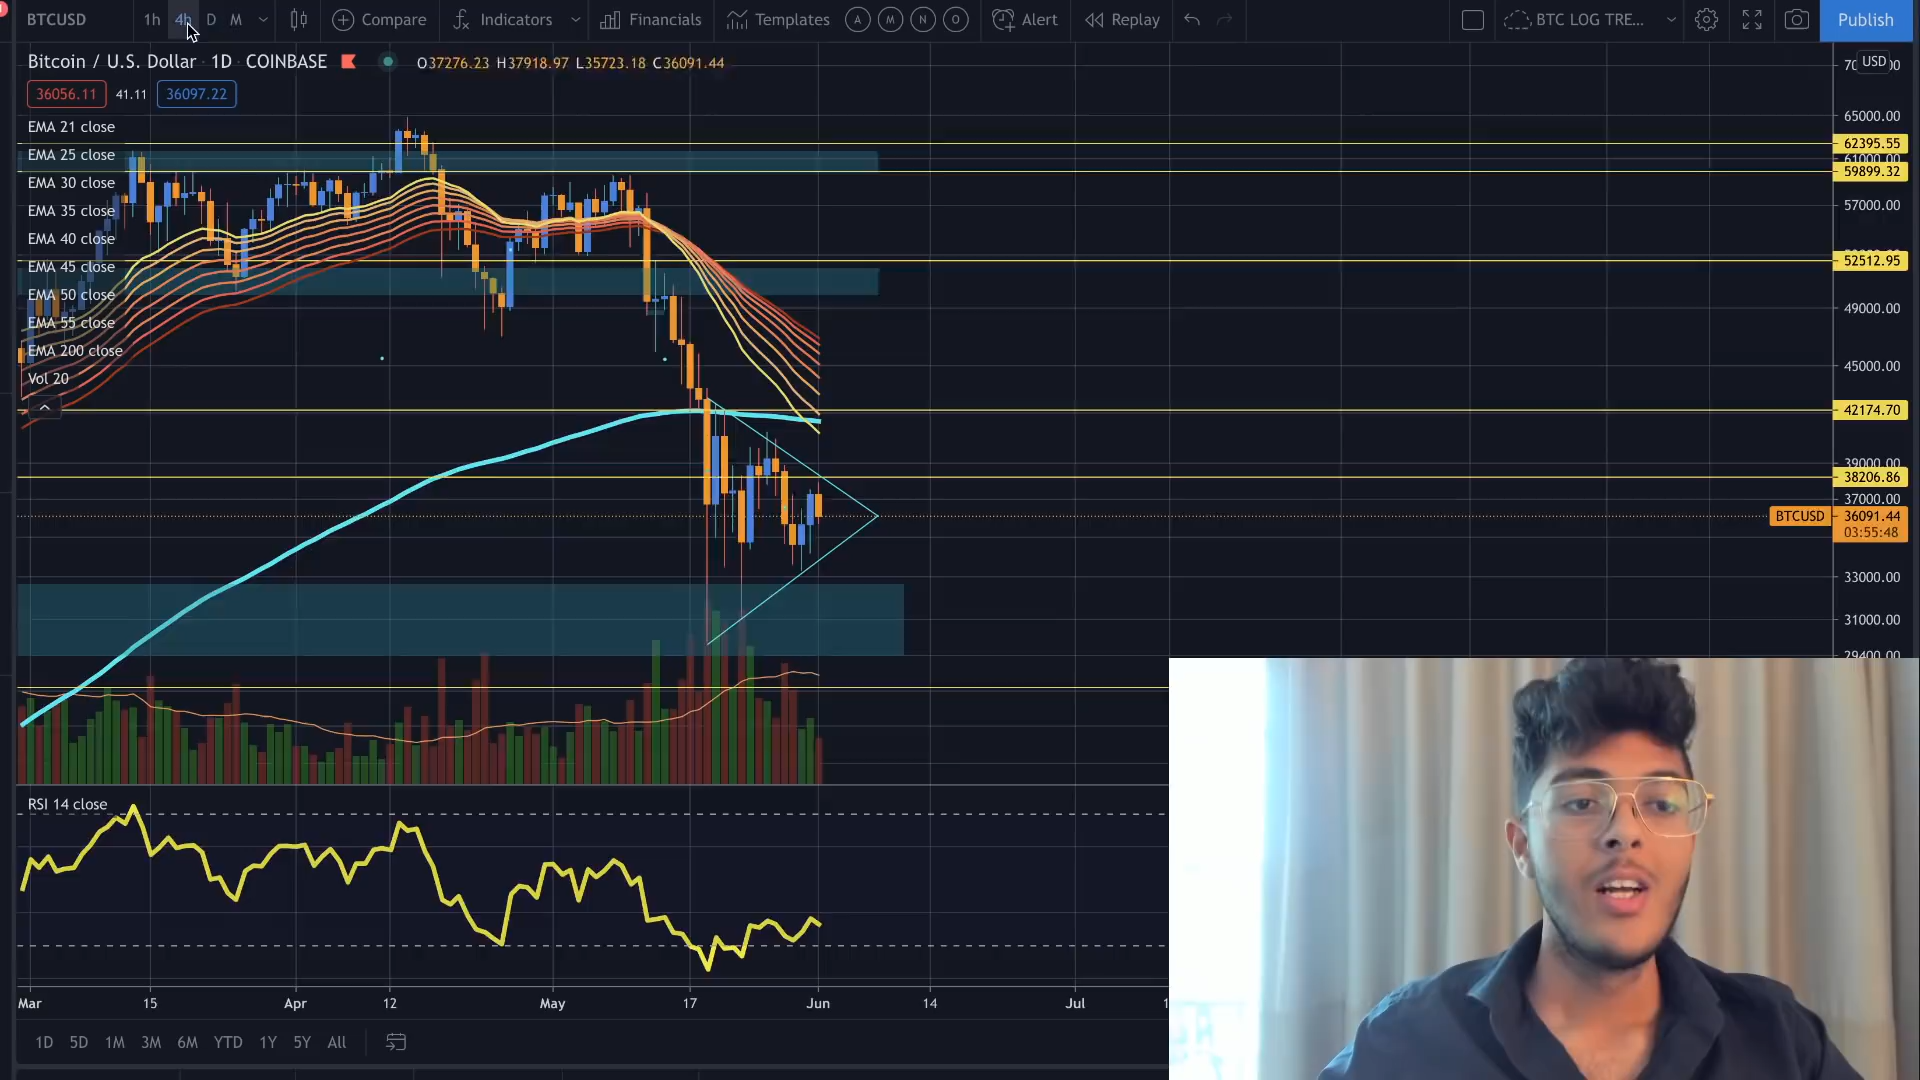 BTCUSD 1h 4h D M Compare Indicators Financials Templates A M N O Alert Replay BTC LOG TRE... Publish
Bitcoin / U.S. Dollar · 1D COINBASE O37276.23 H37918.97 L35723.18 C36091.44
USD
36056.11 41.11 36097.22
EMA 21 close
65000.00
62395.55
EMA 25 close
61000.00
59899.32
EMA 30 close
57000.00
EMA 35 close
EMA 40 close
52512.95
EMA 45 close
EMA 50 close
49000.00
EMA 55 close
EMA 200 close
45000.00
Vol 20
42174.70
39000.00
38206.86
37000.00
BTCUSD 36091.44
03:55:48
33000.00
31000.00
29400.00
RSI 14 close
Mar 15 Apr 12 May 17 Jun 14 Jul
1D 5D 1M 3M 6M YTD 1Y 5Y All